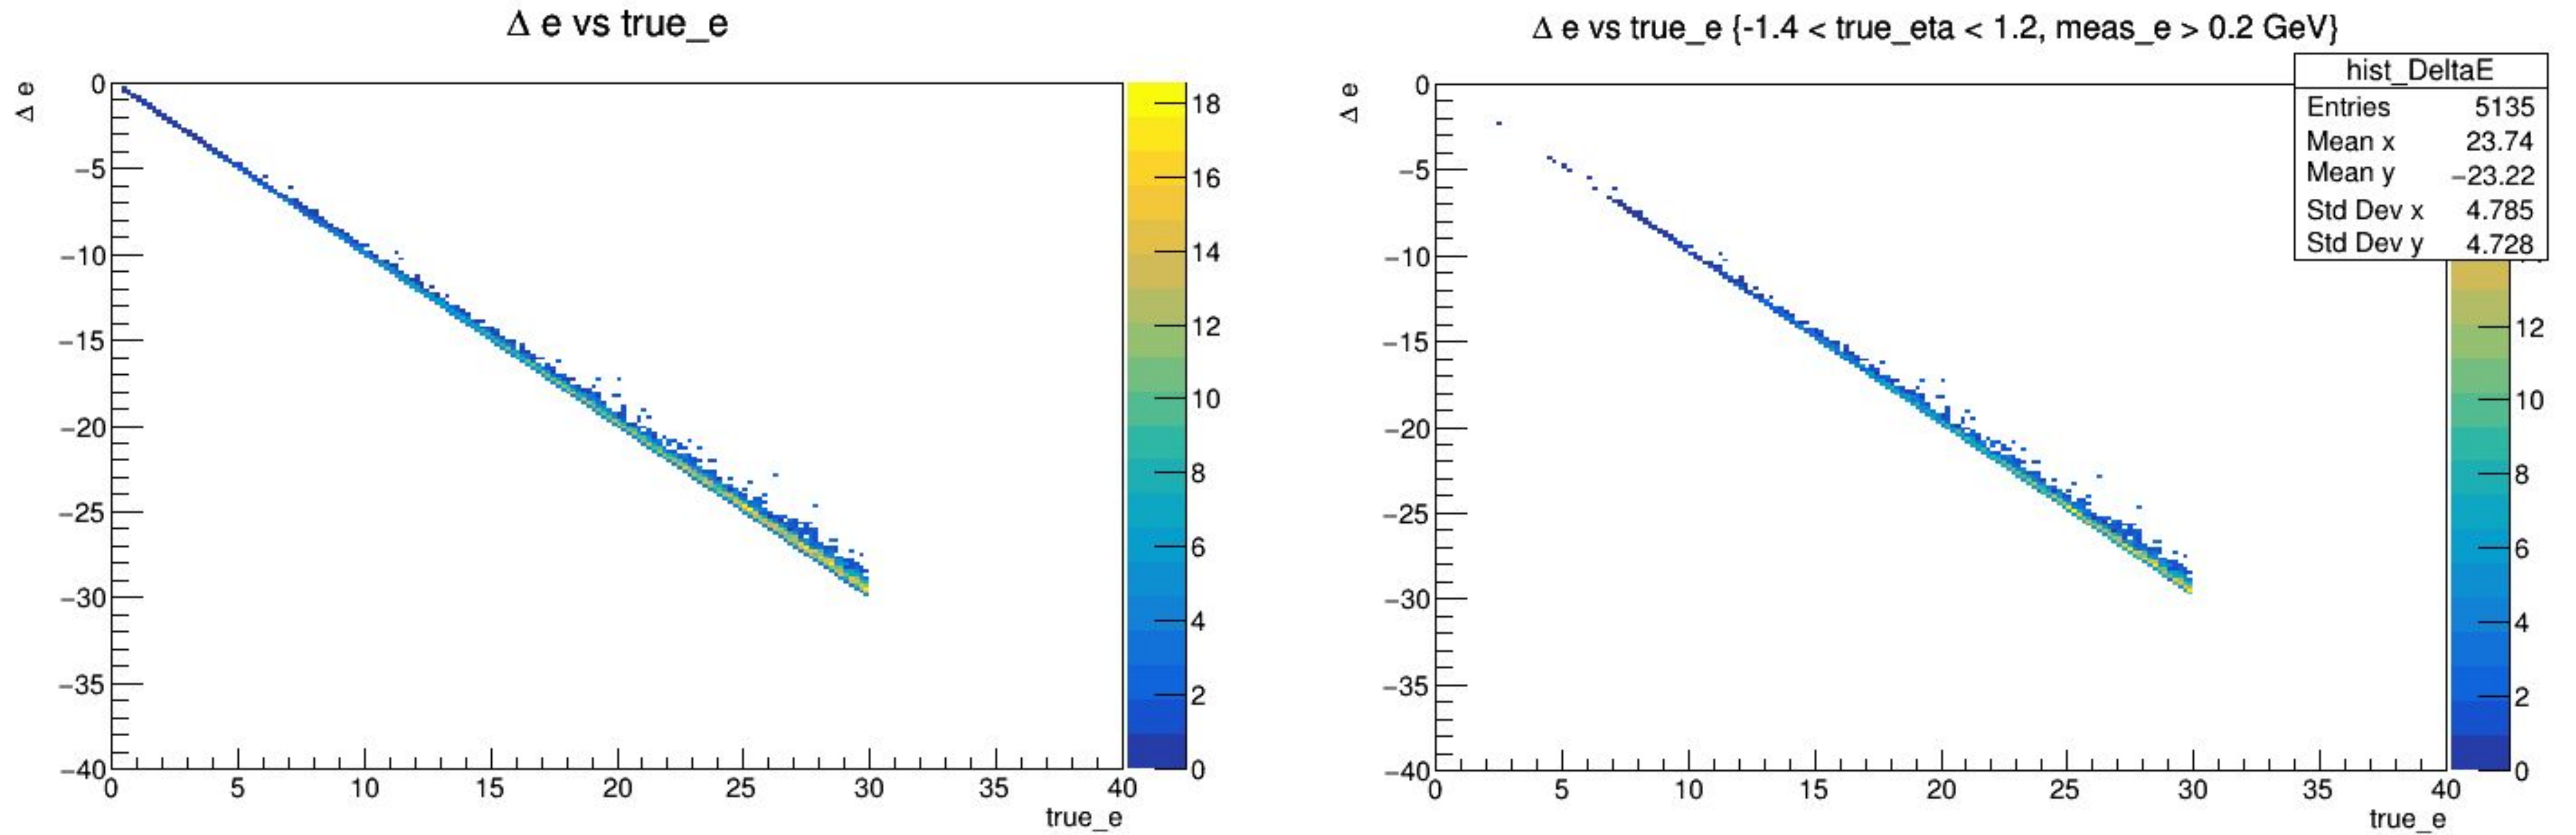 Δ e vs true_e
Δ e
0
−5
−10
−15
−20
−25
−30
−35
−40
0 5 10 15 20 25 30 35 40
true_e
18
16
14
12
10
8
6
4
2
0
Δ e vs true_e {-1.4 < true_eta < 1.2, meas_e > 0.2 GeV}
hist_DeltaE
Entries 5135
Mean x 23.74
Mean y −23.22
Std Dev x 4.785
Std Dev y 4.728
Δ e
0
−5
−10
−15
−20
−25
−30
−35
−40
0 5 10 15 20 25 30 35 40
true_e
12
10
8
6
4
2
0